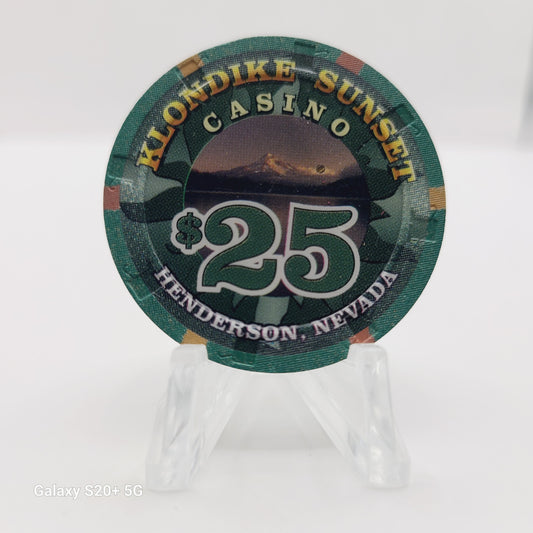 KLONDIKE SUNSET
CASINO
$25
HENDERSON, NEVADA
Galaxy S20+ 5G